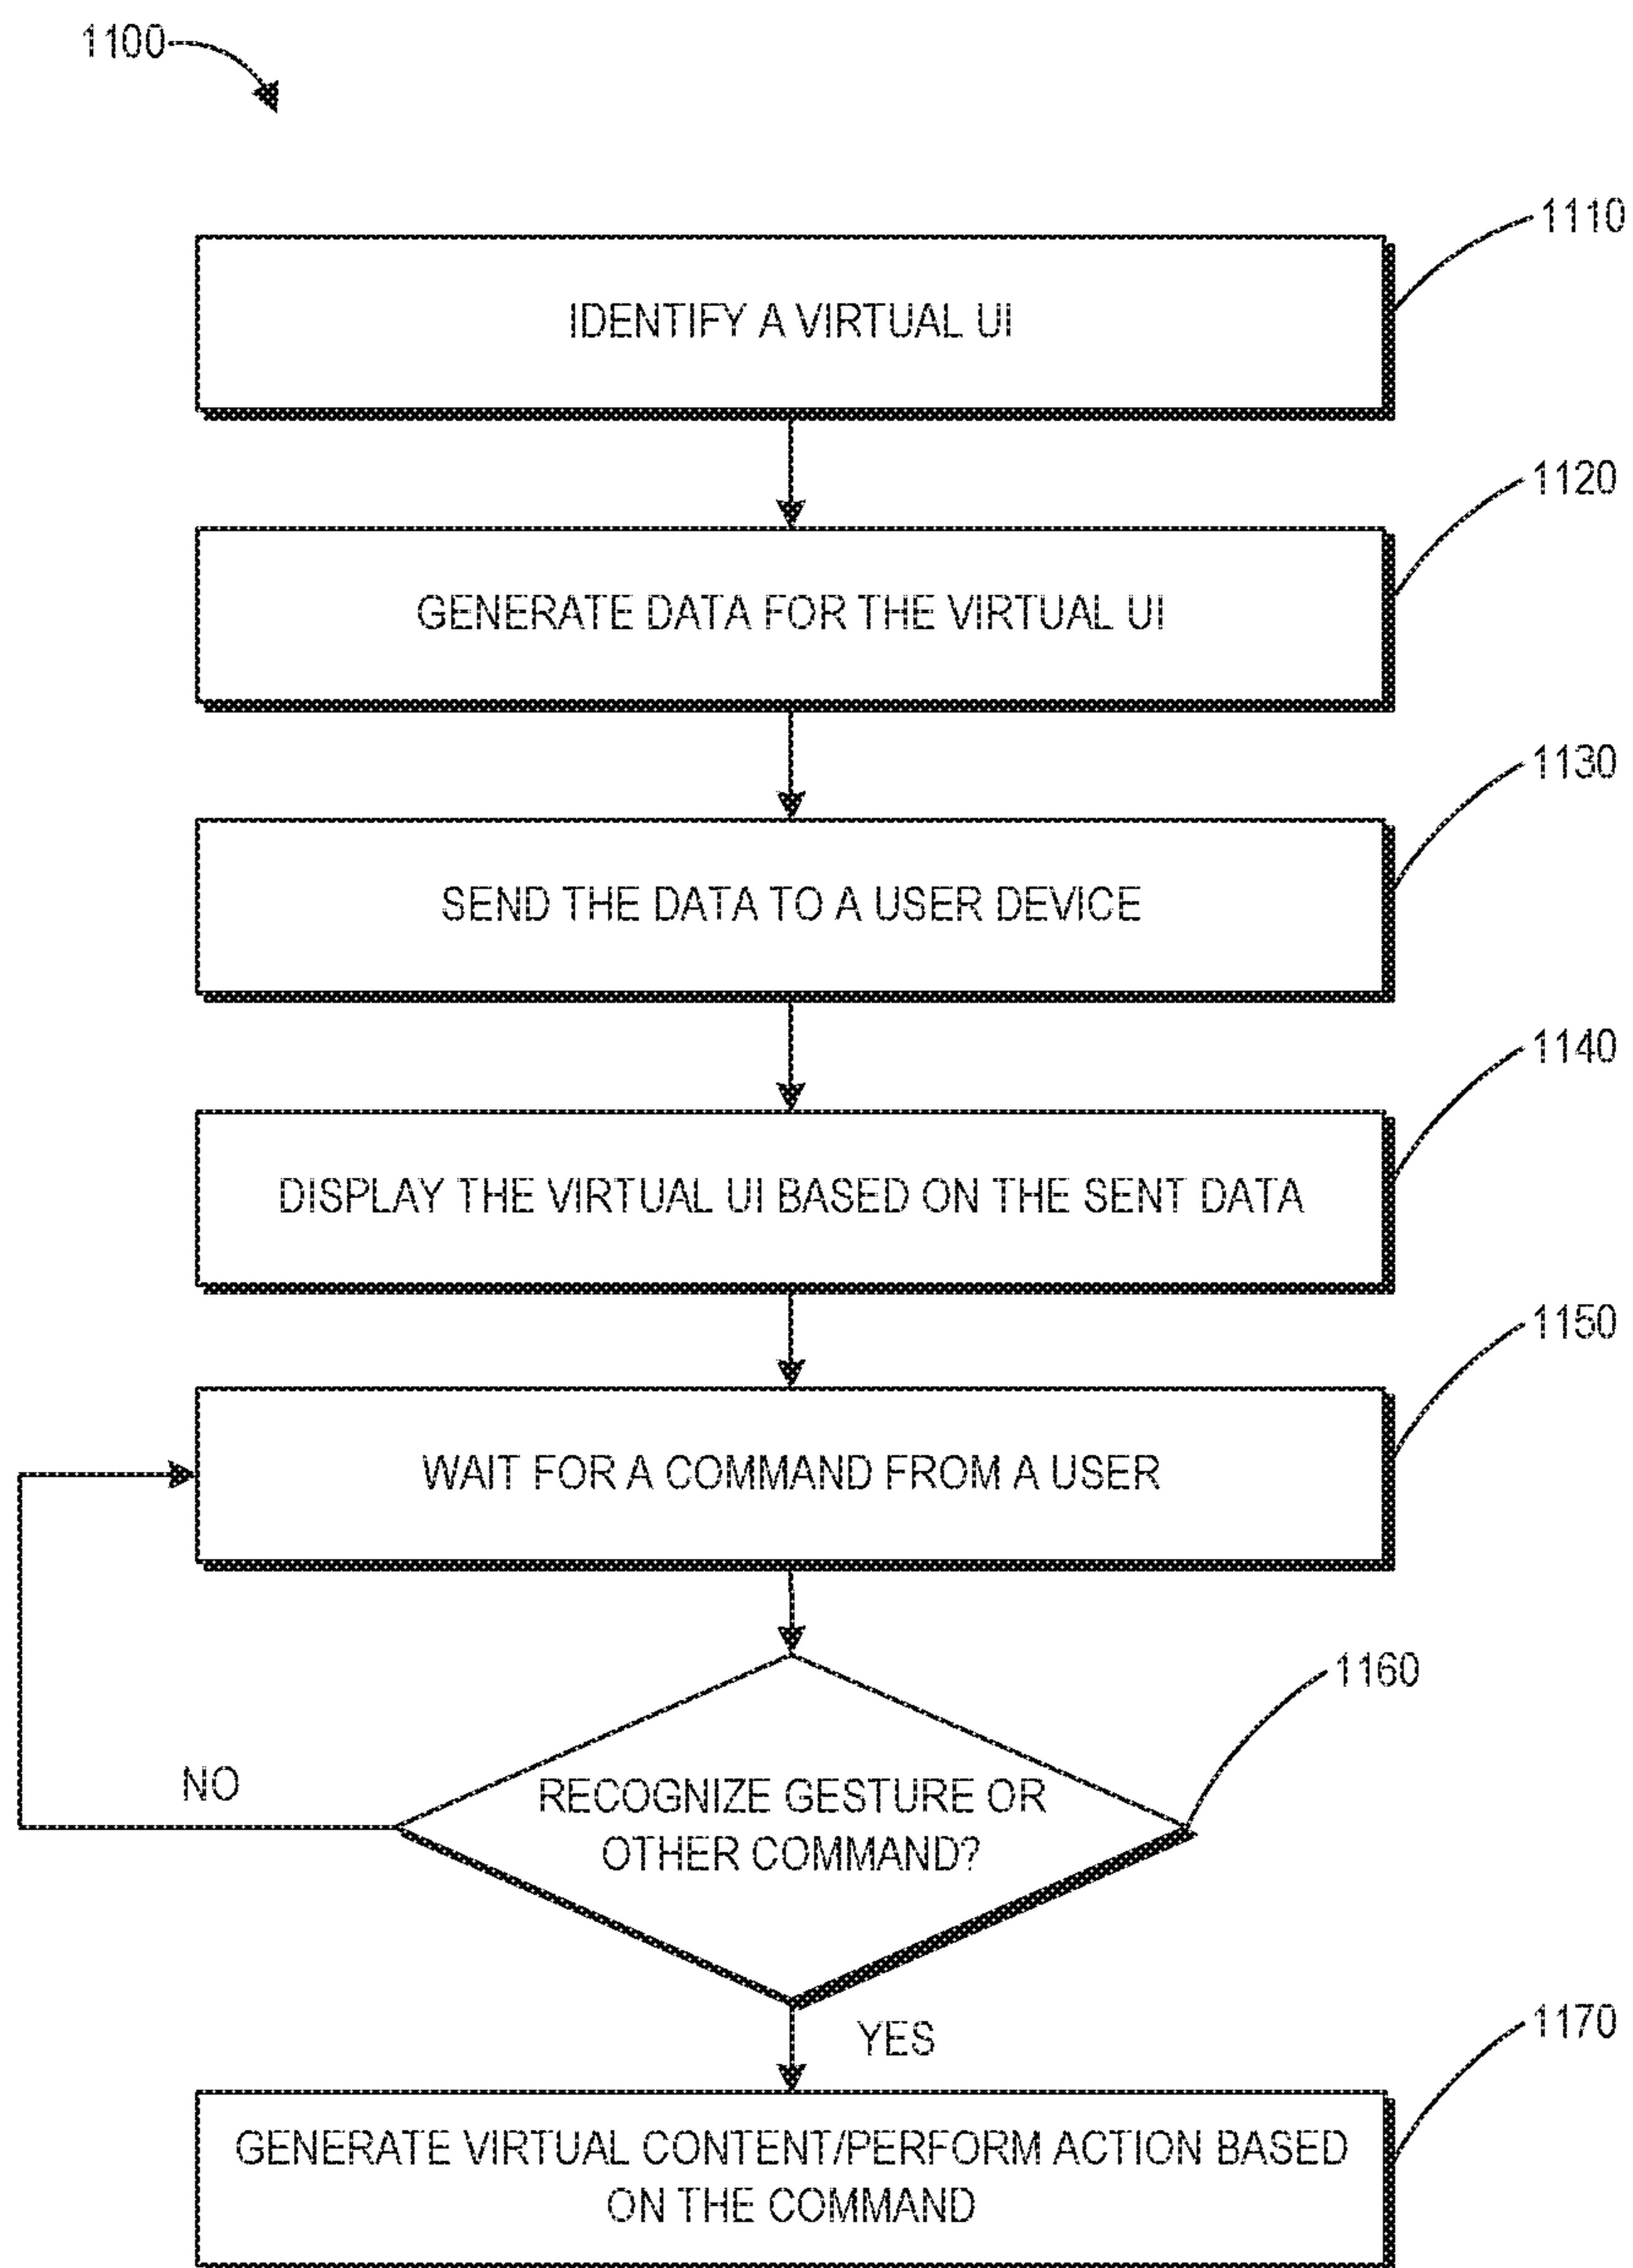 1100
1110
IDENTIFY A VIRTUAL UI
1120
GENERATE DATA FOR THE VIRTUAL UI
1130
SEND THE DATA TO A USER DEVICE
1140
DISPLAY THE VIRTUAL UI BASED ON THE SENT DATA
1150
WAIT FOR A COMMAND FROM A USER
1160
NO
RECOGNIZE GESTURE OR
OTHER COMMAND?
YES
1170
GENERATE VIRTUAL CONTENT/PERFORM ACTION BASED
ON THE COMMAND